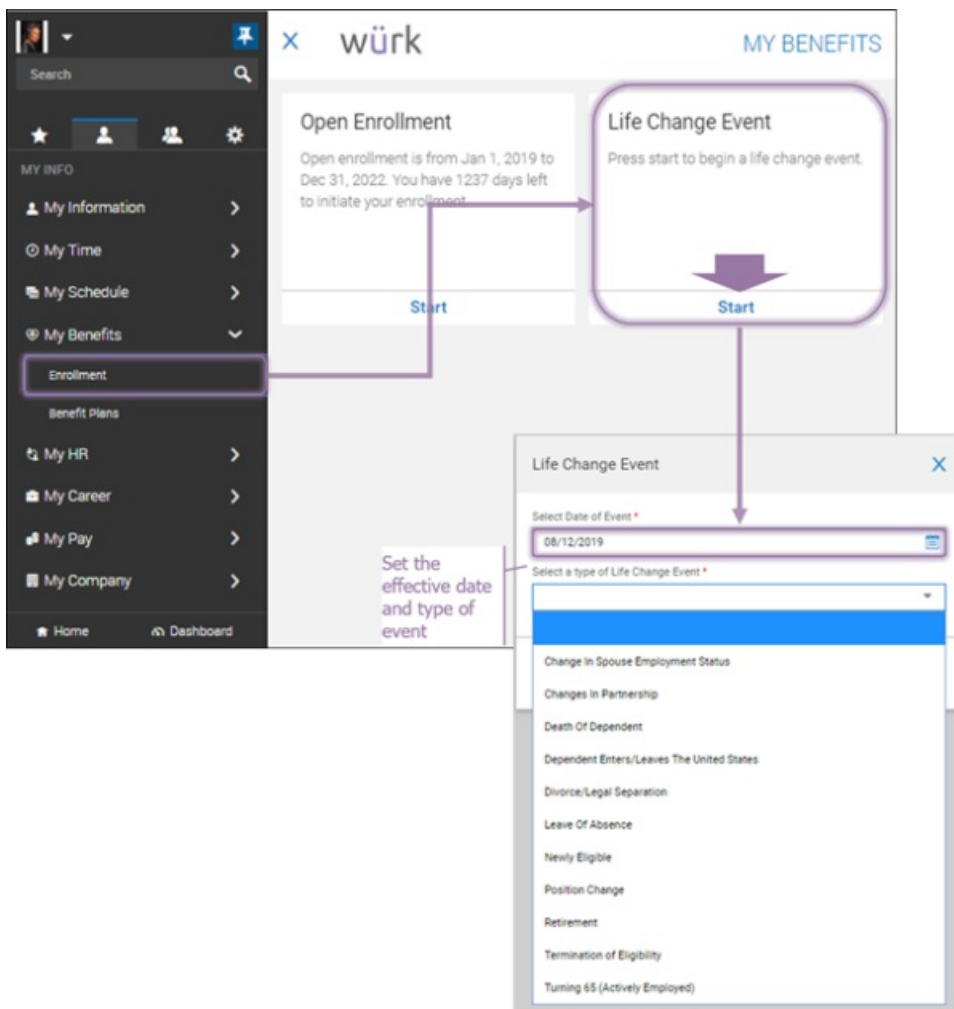 Search
MY INFO
My Information
My Time
My Schedule
My Benefits
Enrollment
Benefit Plans
My HR
My Career
My Pay
My Company
Home
Dashboard
würk
MY BENEFITS
Open Enrollment
Open enrollment is from Jan 1, 2019 to
Dec 31, 2022. You have 1237 days left
to initiate your enrollment.
Start
Life Change Event
Press start to begin a life change event.
Start
Set the
effective date
and type of
event
Life Change Event
Select Date of Event *
08/12/2019
Select a type of Life Change Event *
Change In Spouse Employment Status
Changes In Partnership
Death Of Dependent
Dependent Enters/Leaves The United States
Divorce/Legal Separation
Leave Of Absence
Newly Eligible
Position Change
Retirement
Termination of Eligibility
Turning 65 (Actively Employed)